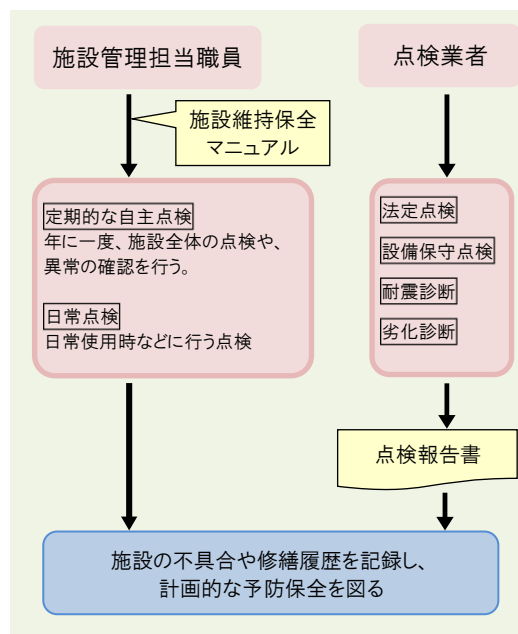 施設管理担当職員
点検業者
施設維持保全
マニュアル
定期的な自主点検
年に一度、施設全体の点検や、
異常の確認を行う。
日常点検
日常使用時などに行う点検
法定点検
設備保守点検
耐震診断
劣化診断
点検報告書
施設の不具合や修繕履歴を記録し、
計画的な予防保全を図る